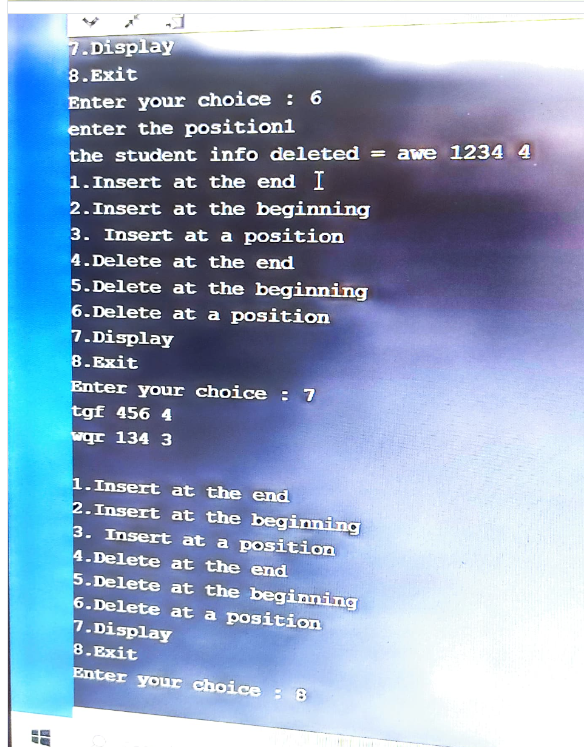 7.Display
8.Exit
Enter your choice : 6
enter the position1
the student info deleted = awe 1234 4
1.Insert at the end
2.Insert at the beginning
3. Insert at a position
4.Delete at the end
5.Delete at the beginning
6.Delete at a position
7.Display
8.Exit
Enter your choice : 7
tgf 456 4
wqr 134 3
1.Insert at the end
2.Insert at the beginning
3. Insert at a position
4.Delete at the end
5.Delete at the beginning
6.Delete at a position
7.Display
8.Exit
Enter your choice : 8